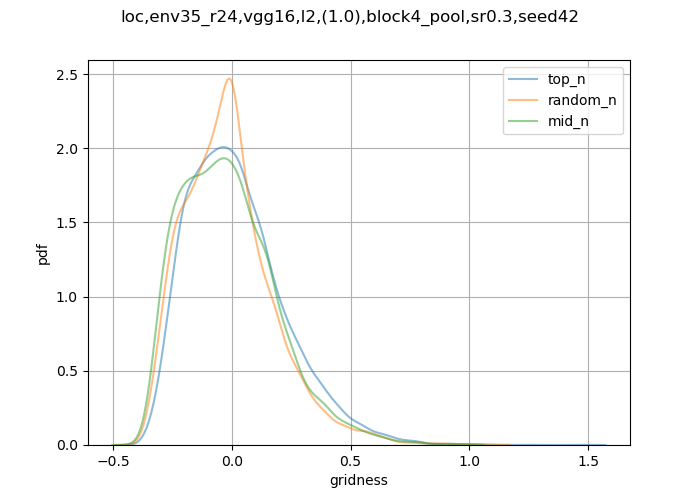 loc,env35_r24,vgg16,l2,(1.0),block4_pool,sr0.3,seed42
2.5
2.0
1.5
1.0
0.5
0.0
pdf
top_n
random_n
mid_n
−0.5
0.0
0.5
1.0
1.5
gridness